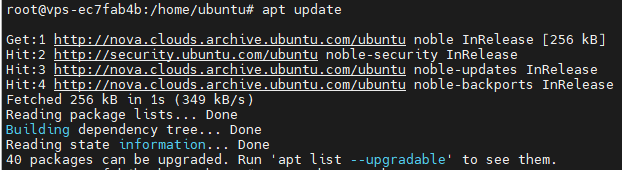 root@vps-ec7fab4b:/home/ubuntu# apt update
Get:1 http://nova.clouds.archive.ubuntu.com/ubuntu noble InRelease [256 kB]
Hit:2 http://security.ubuntu.com/ubuntu noble-security InRelease
Hit:3 http://nova.clouds.archive.ubuntu.com/ubuntu noble-updates InRelease
Hit:4 http://nova.clouds.archive.ubuntu.com/ubuntu noble-backports InRelease
Fetched 256 kB in 1s (349 kB/s)
Reading package lists... Done
Building dependency tree... Done
Reading state information... Done
40 packages can be upgraded. Run 'apt list --upgradable' to see them.